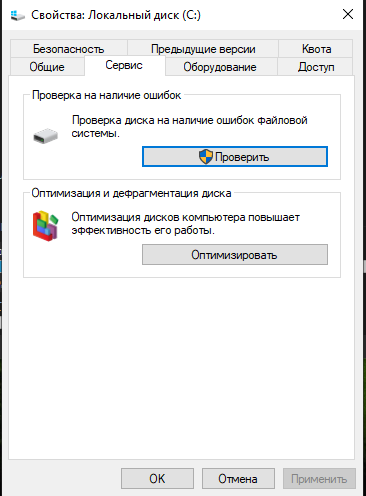 Свойства: Локальный диск (C:)
Безопасность Предыдущие версии Квота
Общие Сервис Оборудование Доступ
Проверка на наличие ошибок
Проверка диска на наличие ошибок файловой
системы.
Проверить
Оптимизация и дефрагментация диска
Оптимизация дисков компьютера повышает
эффективность его работы.
Оптимизировать
OK Отмена Применить